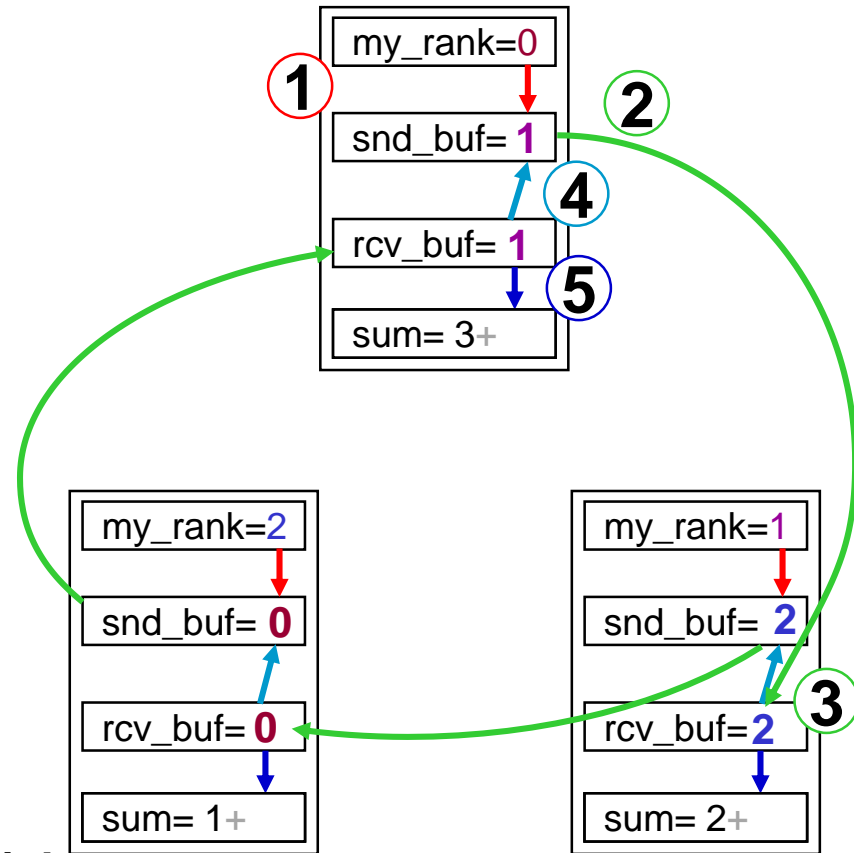 my_rank=0
1
2
snd_buf= 1
4
rcv_buf= 1
5
sum= 3+
my_rank=2
snd_buf= 0
rcv_buf= 0
sum= 1+
my_rank=1
snd_buf= 2
3
rcv_buf=2
sum= 2+